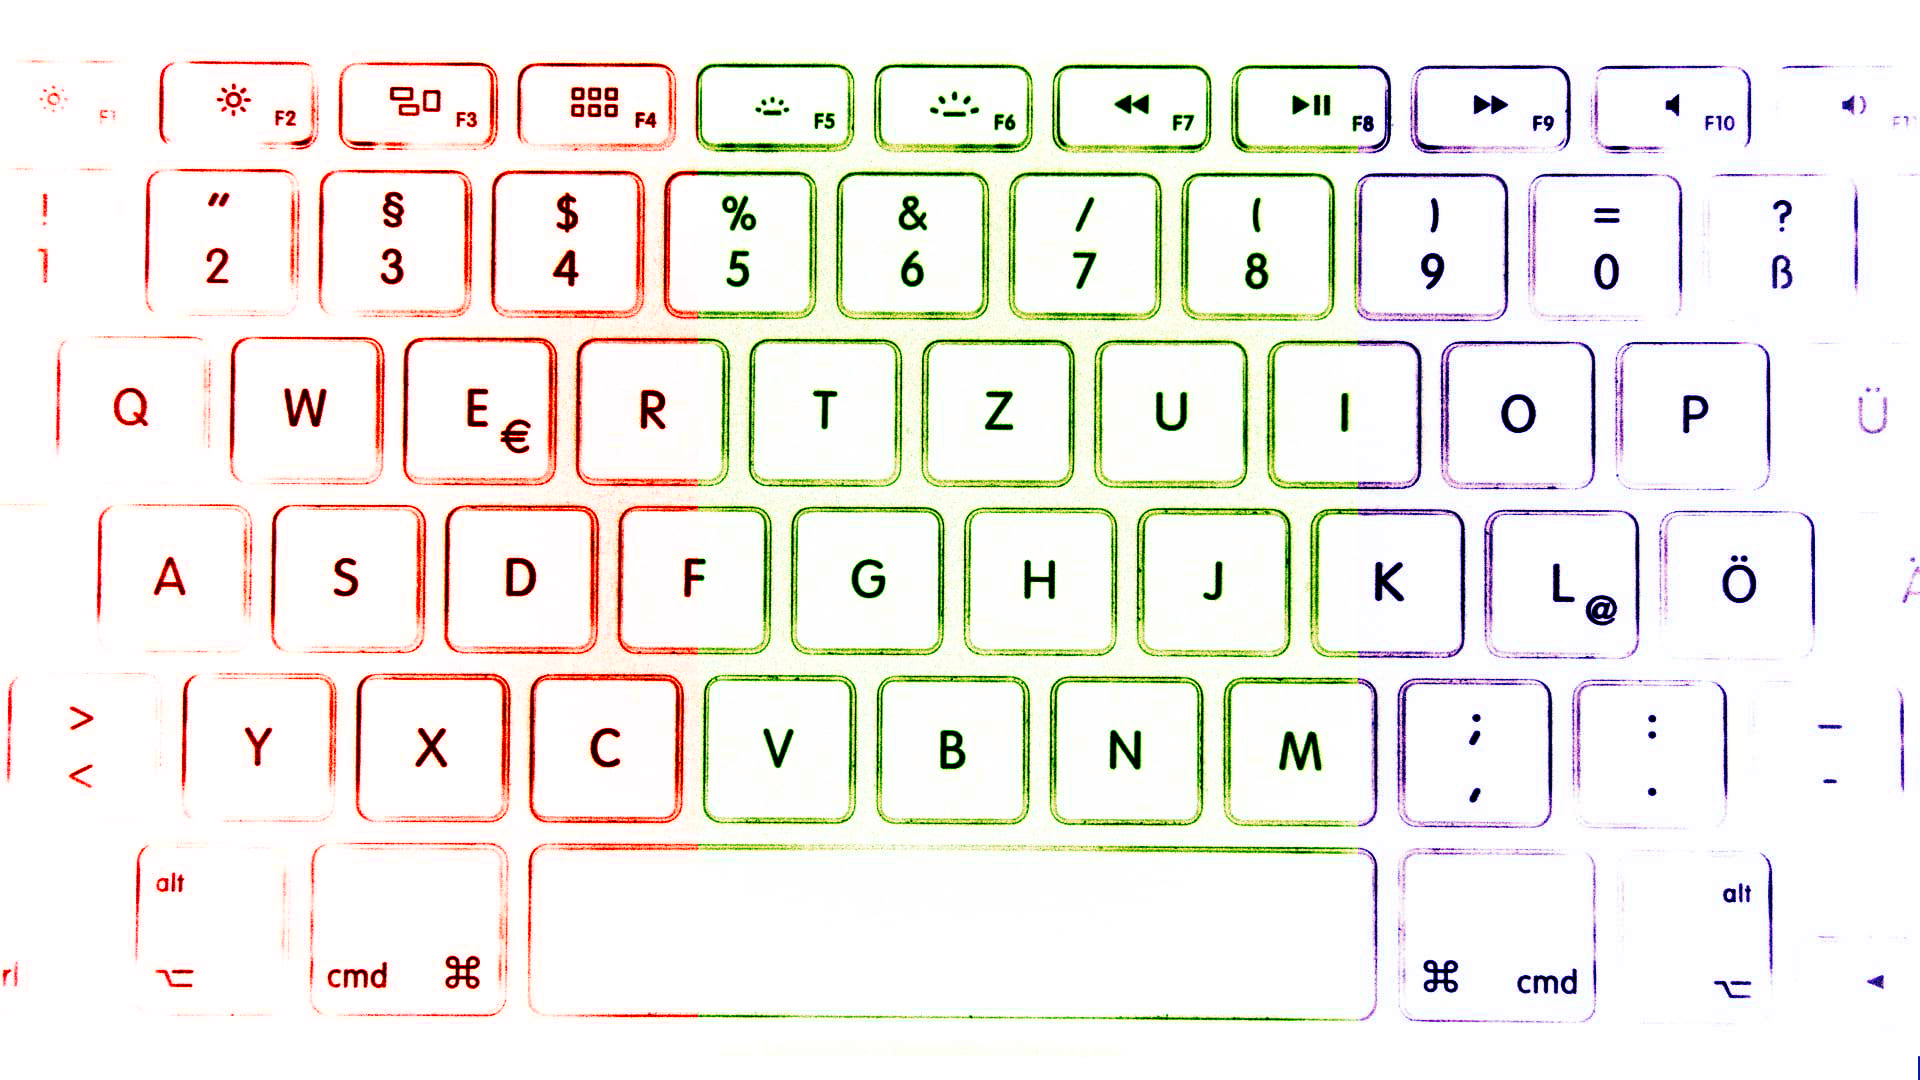 F1 F2 F3 F4 F5 F6 F7 F8 F9 F10 F11
! " § $ % & / ( ) = ?
1 2 3 4 5 6 7 8 9 0 ß
Q W E € R T Z U I O P Ü
A S D F G H J K L @ Ö Ä
> Y X C V B N M ; : _
< , . -
alt alt
cmd ⌘ ⌘ cmd
⌥ ⌥